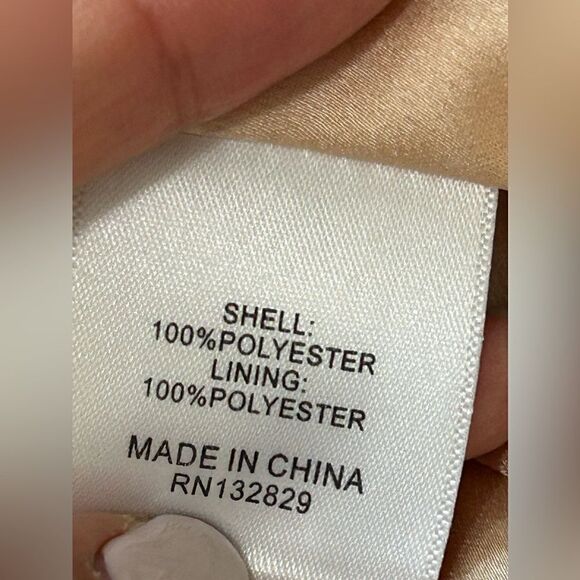 SHELL:
100%POLYESTER
LINING:
100%POLYESTER
MADE IN CHINA
RN132829